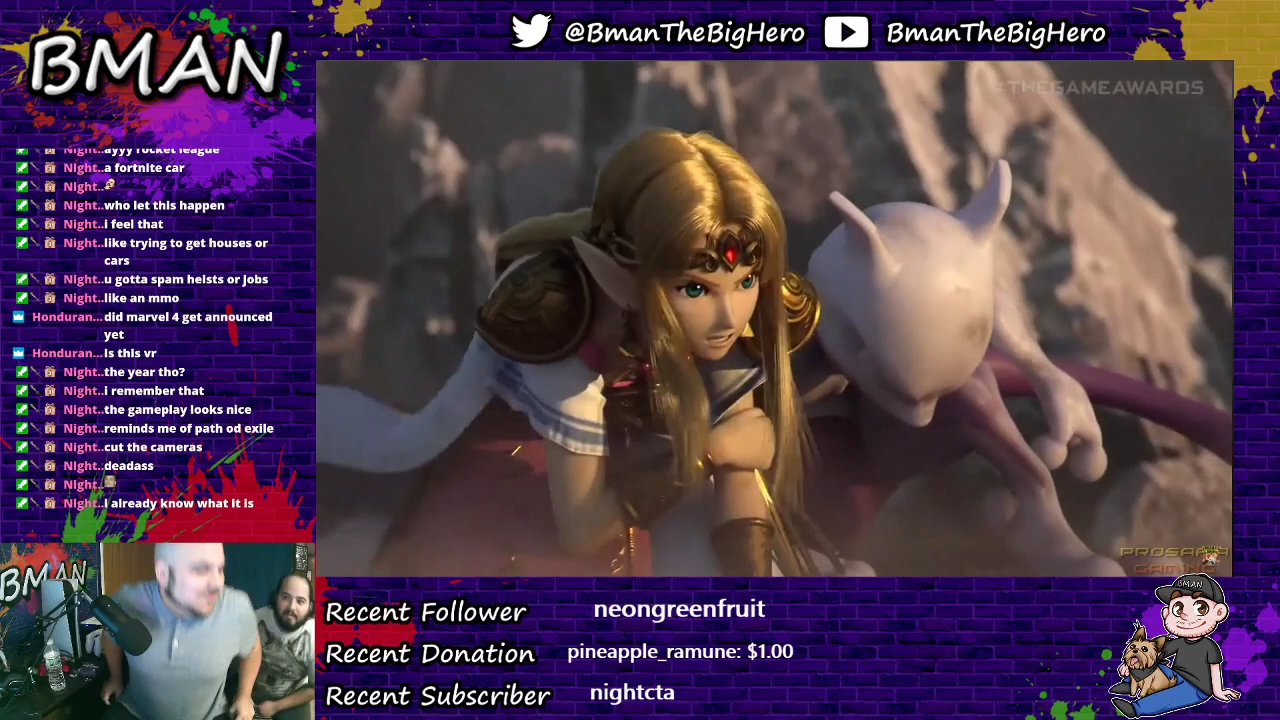 BMAN
@BmanTheBigHero
BmanTheBigHero
#THEGAMEAWARDS
Night..ayyy rocket league
Night..a fortnite car
Night..
Night..who let this happen
Night..i feel that
Night..like trying to get houses or
cars
Night..u gotta spam heists or jobs
Night..like an mmo
Honduran...did marvel 4 get announced
yet
Honduran...Is this vr
Night..the year tho?
Night..i remember that
Night..the gameplay looks nice
Night..reminds me of path od exile
Night..cut the cameras
Night..deadass
Night..
Night..i already know what it is
BMAN
PROSAFIA
GAMING
BMAN
Recent Follower neongreenfruit
Recent Donation pineapple_ramune: $1.00
Recent Subscriber nightcta